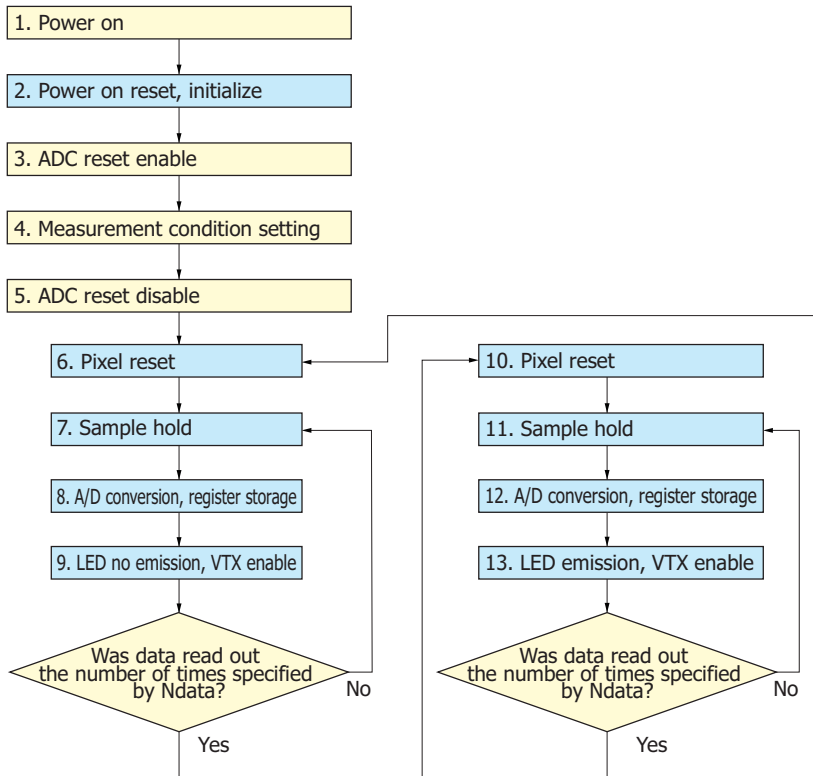 1. Power on
2. Power on reset, initialize
3. ADC reset enable
4. Measurement condition setting
5. ADC reset disable
6. Pixel reset
7. Sample hold
8. A/D conversion, register storage
9. LED no emission, VTX enable
Was data read out
the number of times specified
by Ndata?
No
Yes
10. Pixel reset
11. Sample hold
12. A/D conversion, register storage
13. LED emission, VTX enable
Was data read out
the number of times specified
by Ndata?
No
Yes